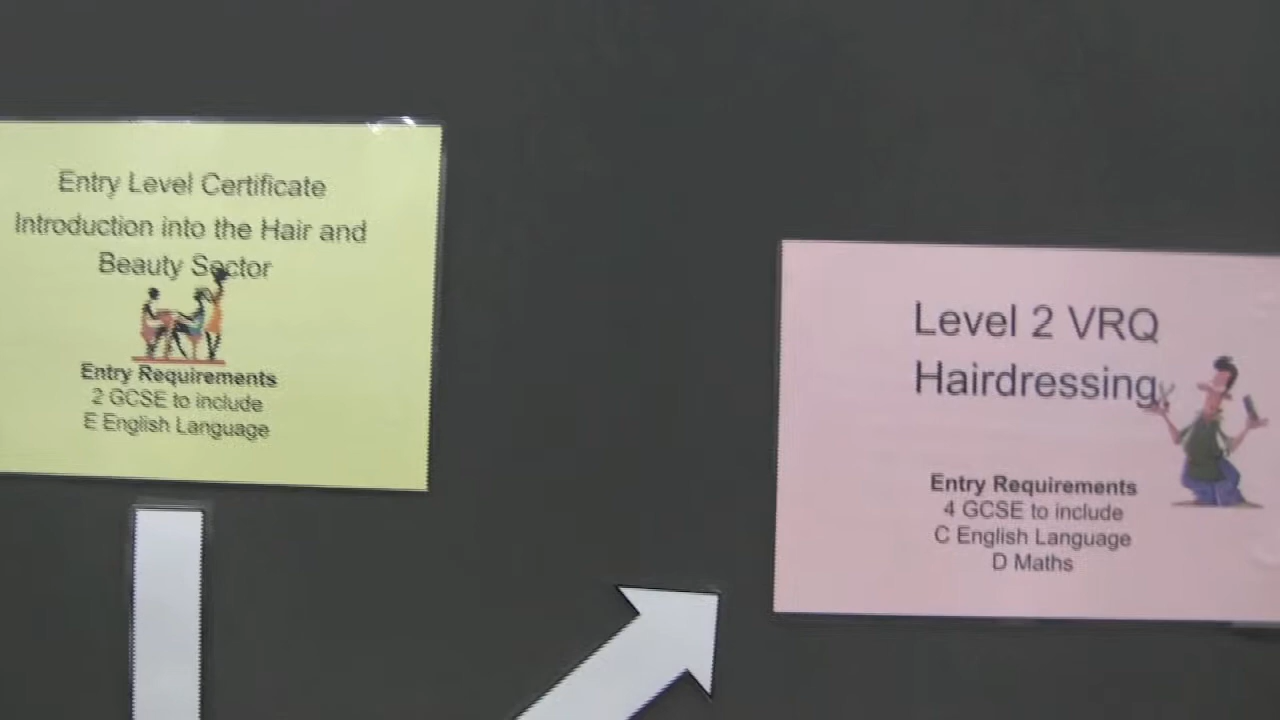 Entry Level Certificate
Introduction into the Hair and
Beauty Sector
Entry Requirements
2 GCSE to include
E English Language
Level 2 VRQ
Hairdressing
Entry Requirements
4 GCSE to include
C English Language
D Maths